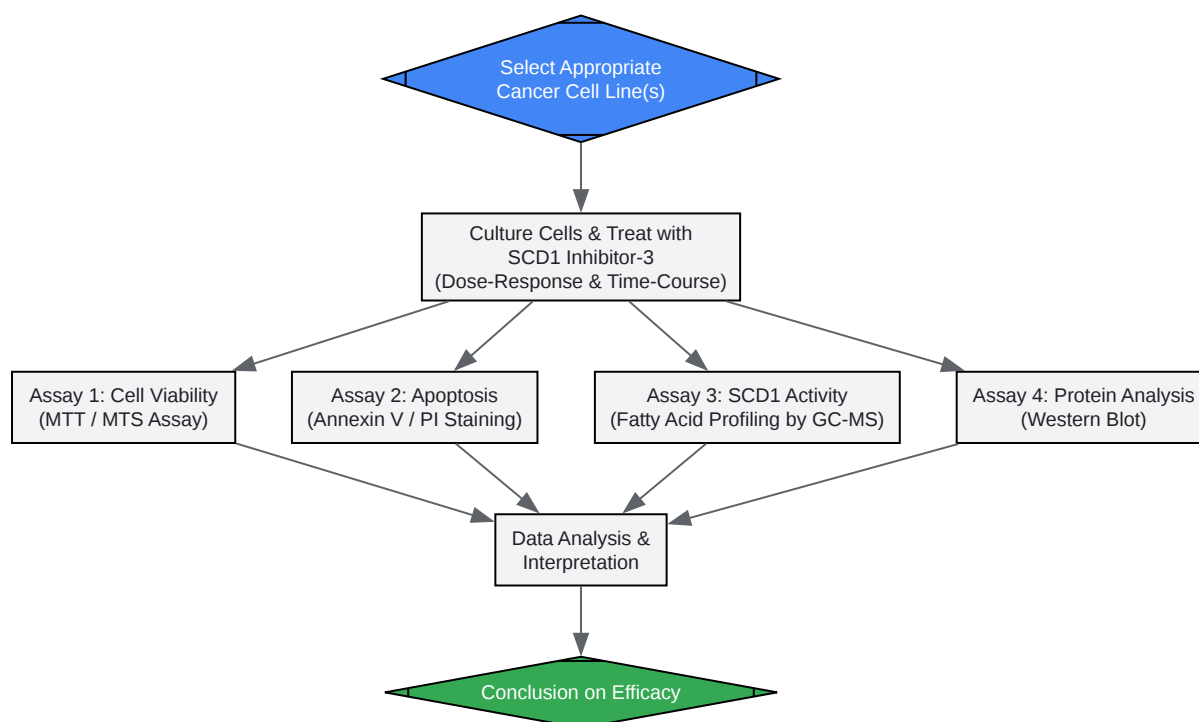 Select Appropriate
Cancer Cell Line(s)
Culture Cells & Treat with
SCD1 Inhibitor-3
(Dose-Response & Time-Course)
Assay 1: Cell Viability
(MTT / MTS Assay)
Assay 2: Apoptosis
(Annexin V / PI Staining)
Assay 3: SCD1 Activity
(Fatty Acid Profiling by GC-MS)
Assay 4: Protein Analysis
(Western Blot)
Data Analysis &
Interpretation
Conclusion on Efficacy